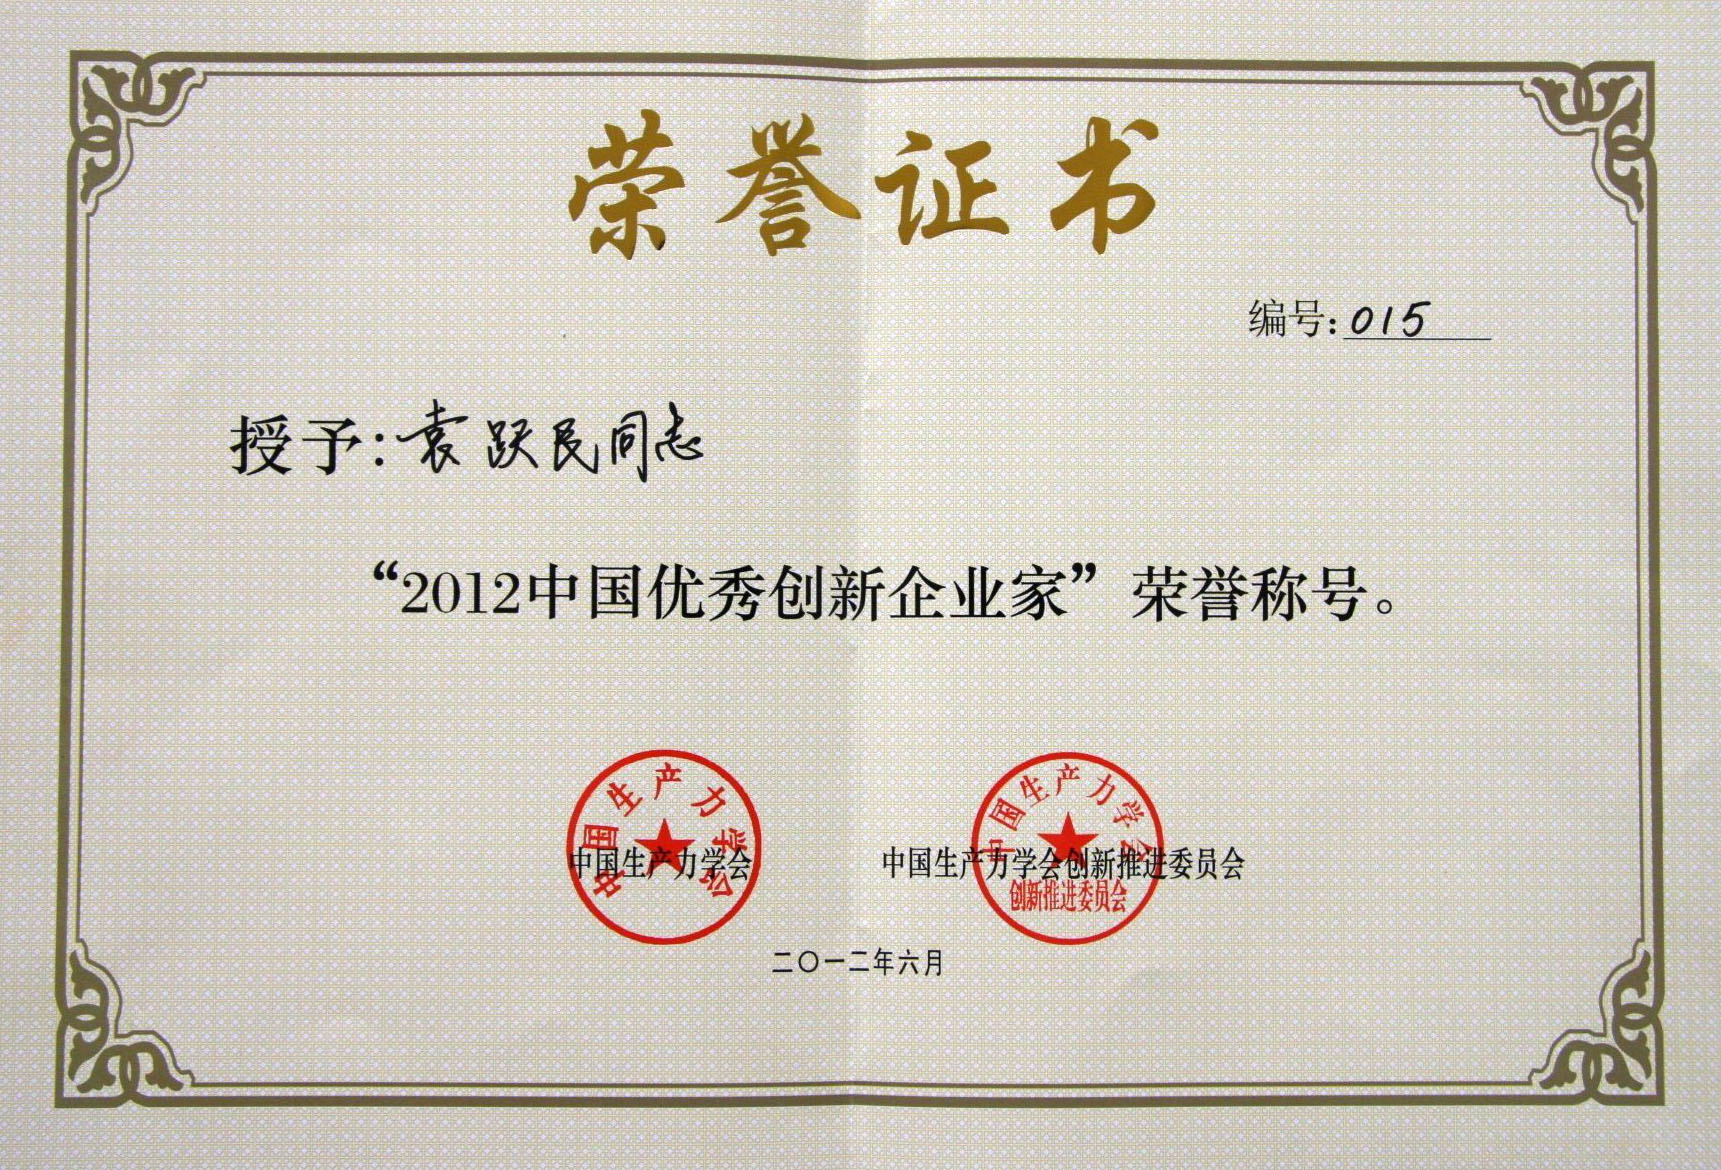 荣誉证书
编号:015
授予:袁跃民同志
“2012中国优秀创新企业家”荣誉称号。
中国生产力学会
中国生产力学会
中国生产力学会创新推进委员会
中国生产力学会
创新推进委员会
二〇一二年六月